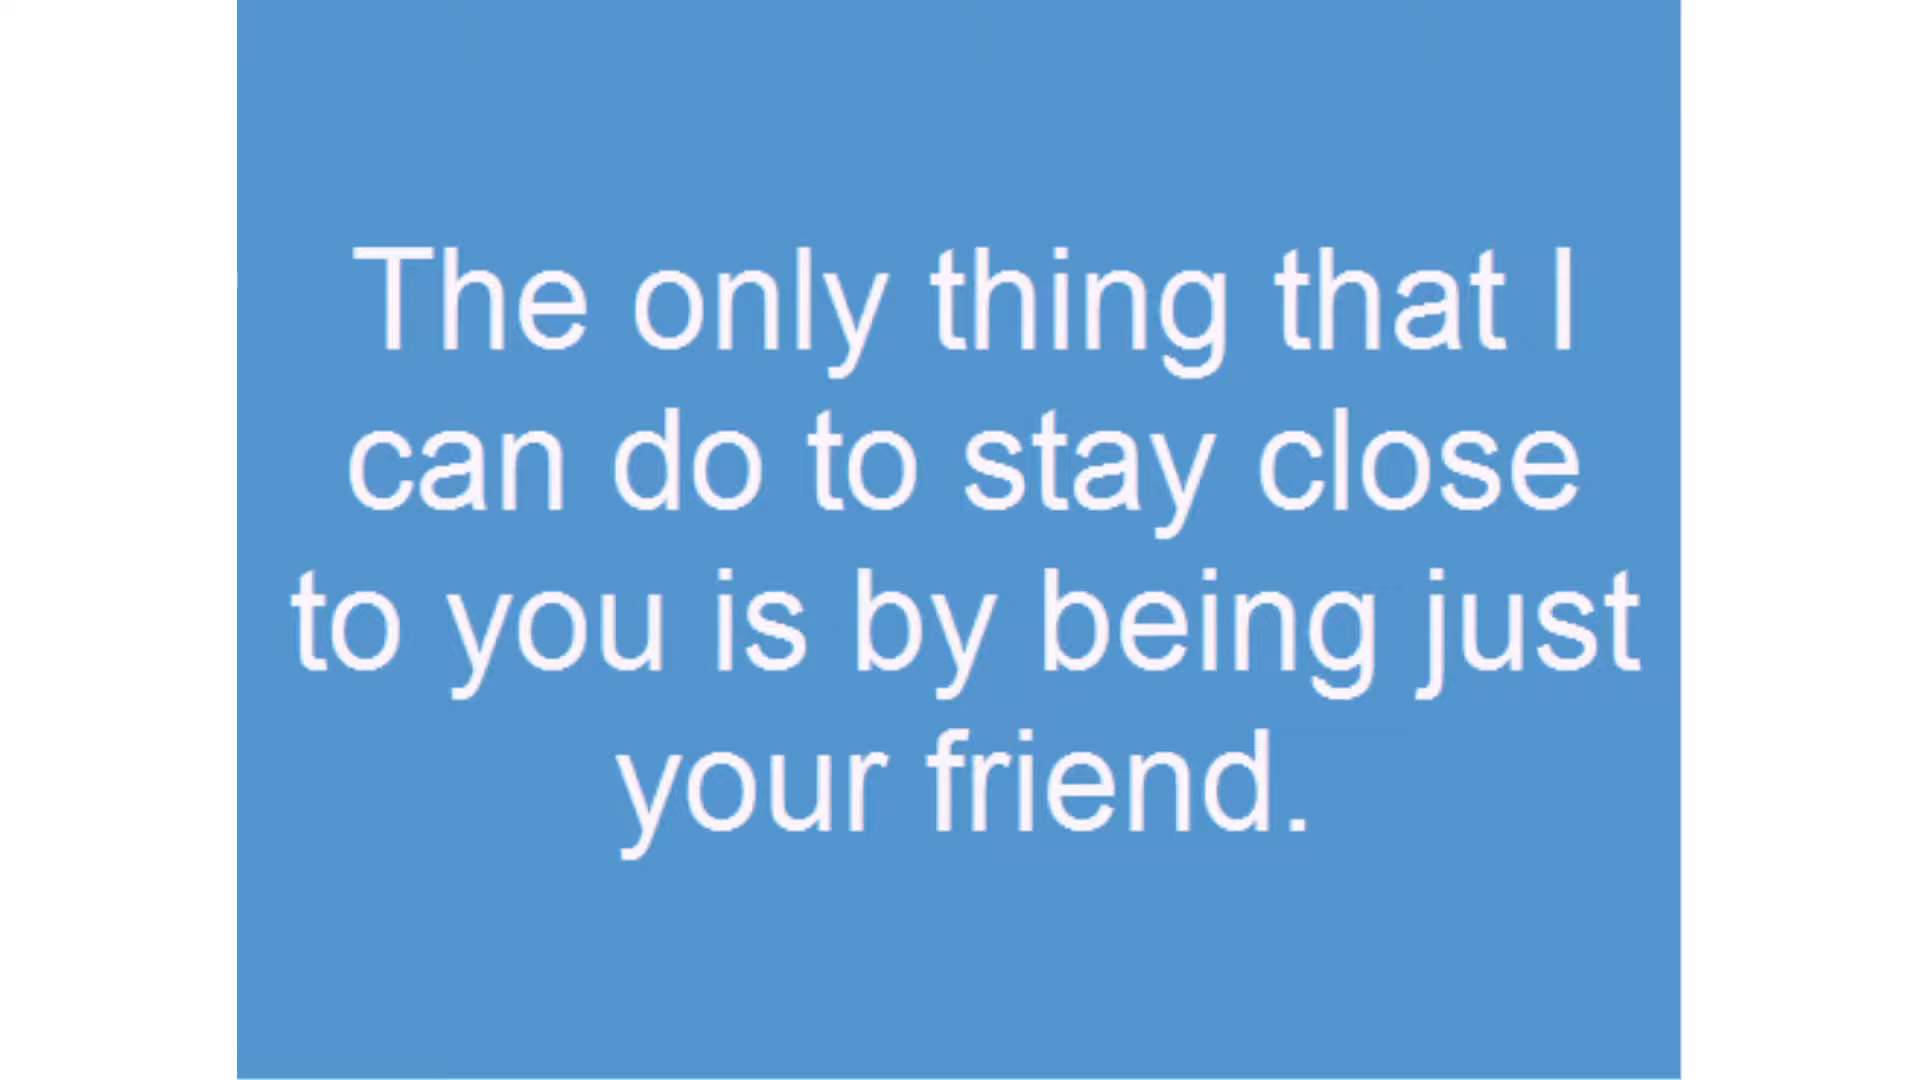 The only thing that I
can do to stay close
to you is by being just
your friend.